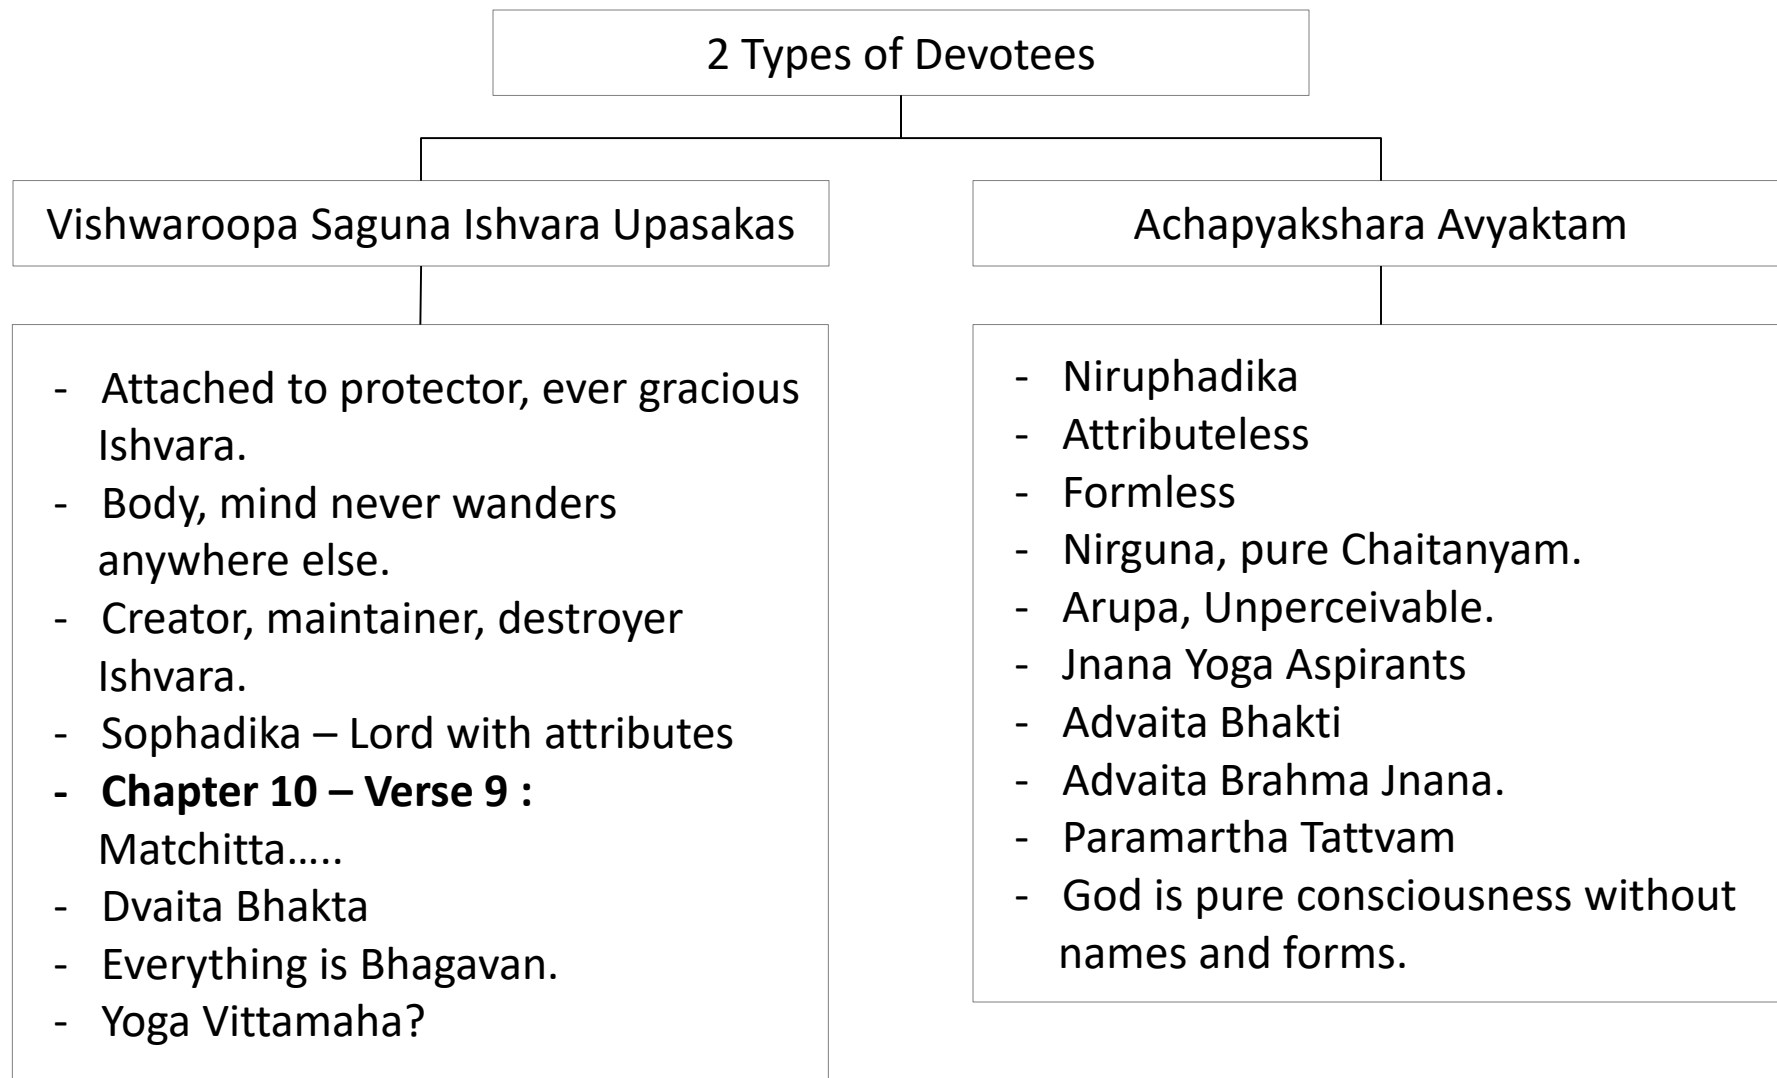 2 Types of Devotees
Vishwaroopa Saguna Ishvara Upasakas
- Attached to protector, ever gracious
Ishvara.
- Body, mind never wanders
anywhere else.
- Creator, maintainer, destroyer
Ishvara.
- Sophadika – Lord with attributes
- Chapter 10 – Verse 9 :
Matchitta…..
- Dvaita Bhakta
- Everything is Bhagavan.
- Yoga Vittamaha?
Achapyakshara Avyaktam
- Niruphadika
- Attributeless
- Formless
- Nirguna, pure Chaitanyam.
- Arupa, Unperceivable.
- Jnana Yoga Aspirants
- Advaita Bhakti
- Advaita Brahma Jnana.
- Paramartha Tattvam
- God is pure consciousness without
names and forms.